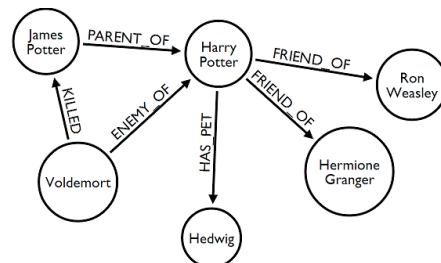 James
Potter
PARENT_OF
Harry
Potter
FRIEND_OF
Ron
Weasley
KILLED
ENEMY_OF
HAS_PET
FRIEND_OF
Hermione
Granger
Voldemort
Hedwig